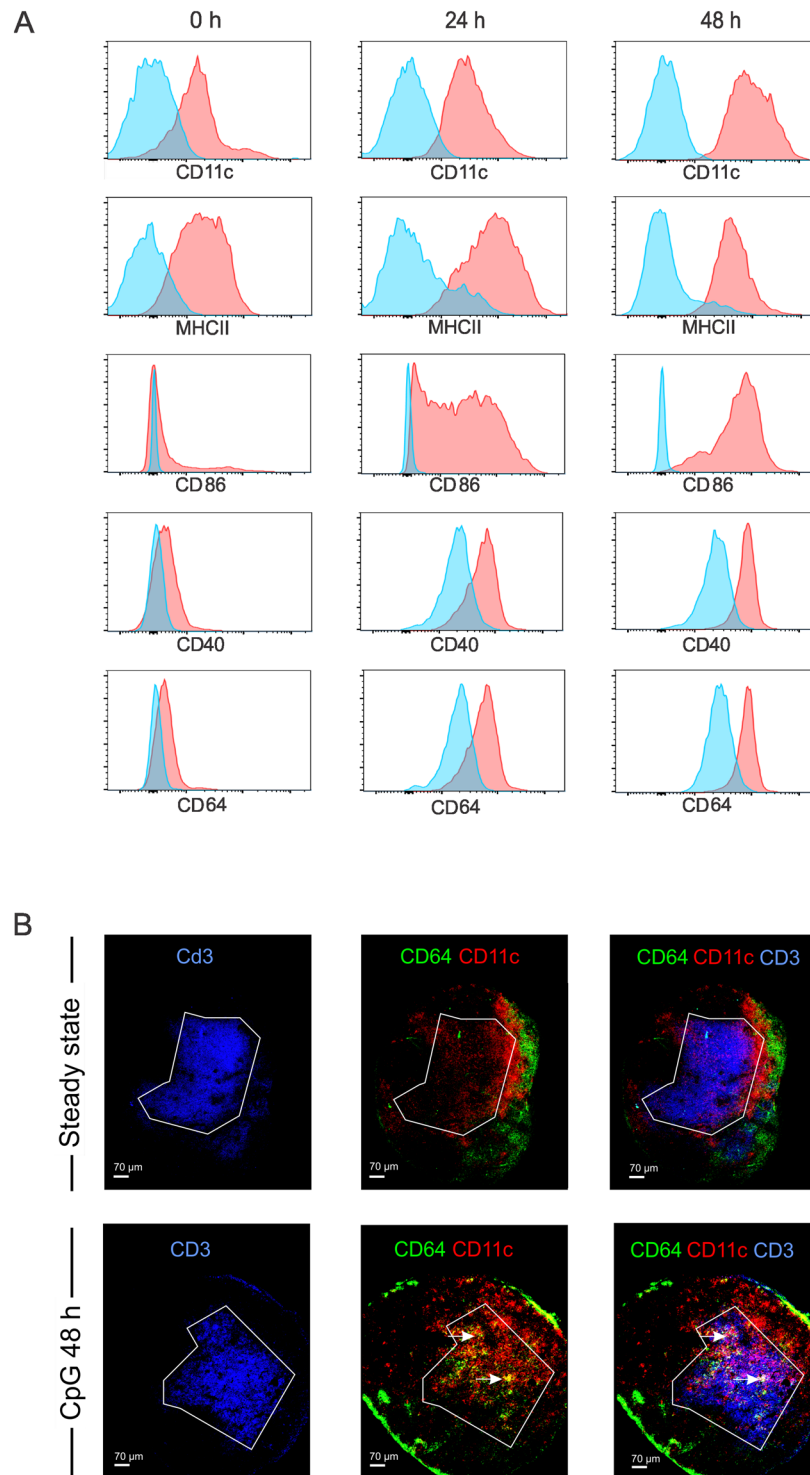 A
0 h 24 h 48 h
CD11c CD11c CD11c
MHCII MHCII MHCII
CD86 CD86 CD86
CD40 CD40 CD40
CD64 CD64 CD64
B
Steady state
Cd3 CD64 CD11c CD64 CD11c CD3
70 µm 70 µm 70 µm
CpG 48 h
CD3 CD64 CD11c CD64 CD11c CD3
70 µm 70 µm 70 µm